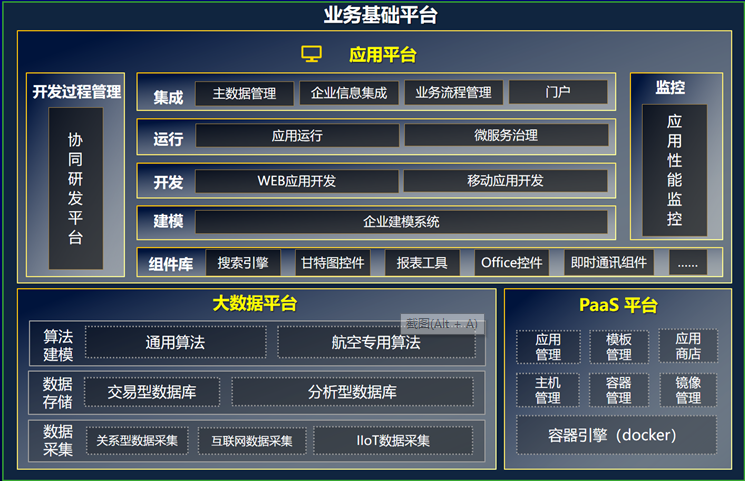 业务基础平台
应用平台
开发过程管理
协同研发平台
集成
主数据管理
企业信息集成
业务流程管理
门户
运行
应用运行
微服务治理
开发
WEB应用开发
移动应用开发
建模
企业建模系统
组件库
搜索引擎
甘特图控件
报表工具
Office控件
即时通讯组件
......
监控
应用性能监控
大数据平台
截图(Alt + A)
算法
建模
通用算法
航空专用算法
数据
存储
交易型数据库
分析型数据库
数据
采集
关系型数据采集
互联网数据采集
IIoT数据采集
PaaS 平台
应用
管理
模板
管理
应用
商店
主机
管理
容器
管理
镜像
管理
容器引擎（docker）